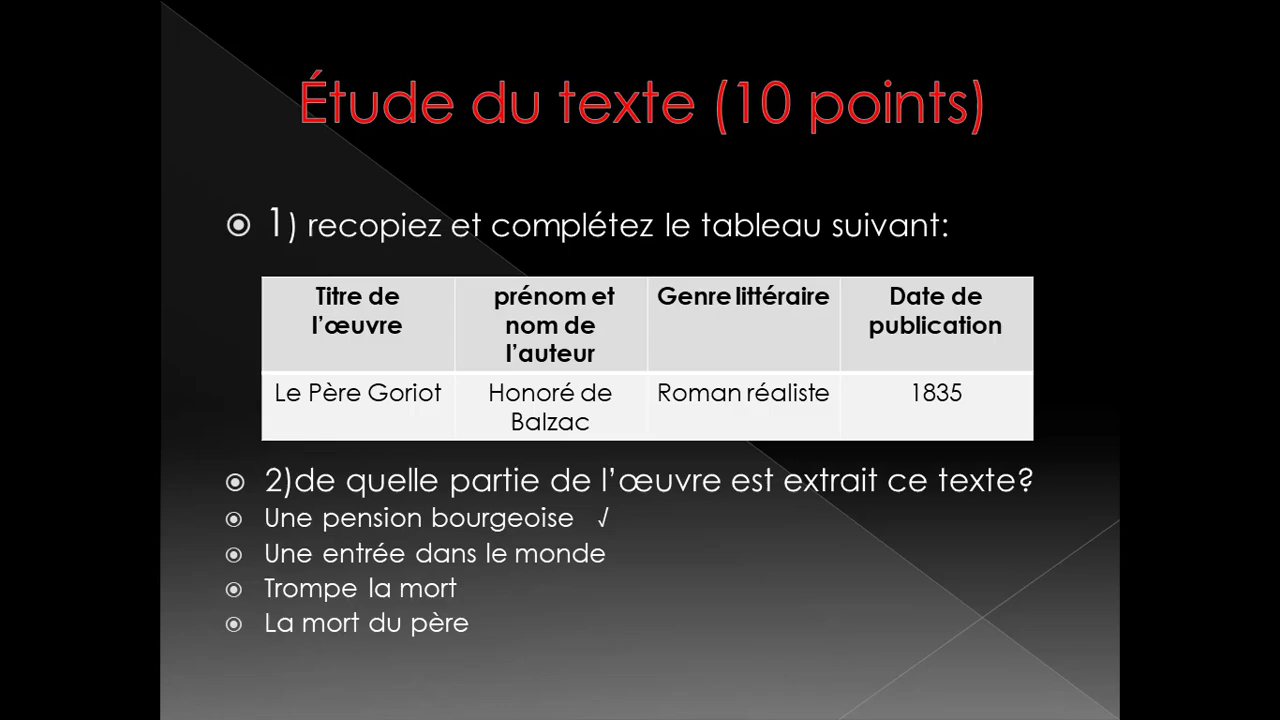 Étude du texte (10 points)
1) recopiez et complétez le tableau suivant:
Titre de l'œuvre | prénom et nom de l'auteur | Genre littéraire | Date de publication
Le Père Goriot | Honoré de Balzac | Roman réaliste | 1835
2)de quelle partie de l'œuvre est extrait ce texte?
Une pension bourgeoise √
Une entrée dans le monde
Trompe la mort
La mort du père